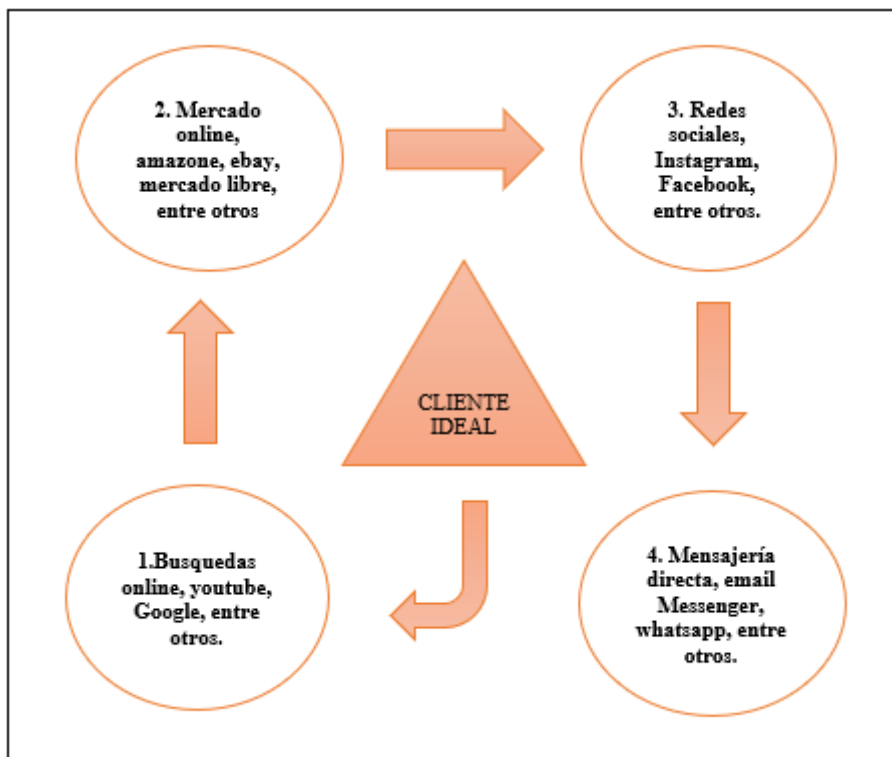 2. Mercado
online,
amazone, ebay,
mercado libre,
entre otros
3. Redes
sociales,
Instagram,
Facebook,
entre otros.
CLIENTE
IDEAL
1.Busquedas
online, youtube,
Google, entre
otros.
4. Mensajería
directa, email
Messenger,
whatsapp, entre
otros.